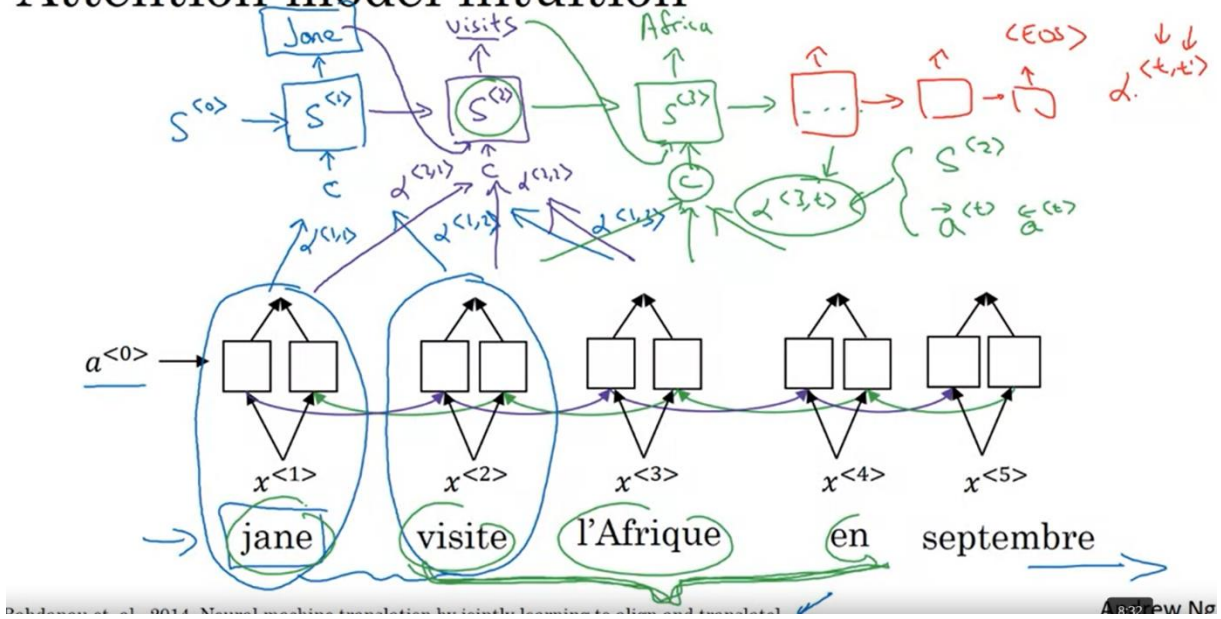 Attention model intuition
Jane visits Africa <EOS>
S<0> S<1> S<2> S<3> .... α<t,t'>
C C C
α<1,1> α<2,1> α<1,2> α<2,2> α<1,3> α<3,t> S<2>
a⃗<t> a⃖<t>
a<0>
x<1> x<2> x<3> x<4> x<5>
jane visite l'Afrique en septembre
Bahdanau et. al., 2014. Neural machine translation by jointly learning to align and translate]
Andrew Ng
8:32